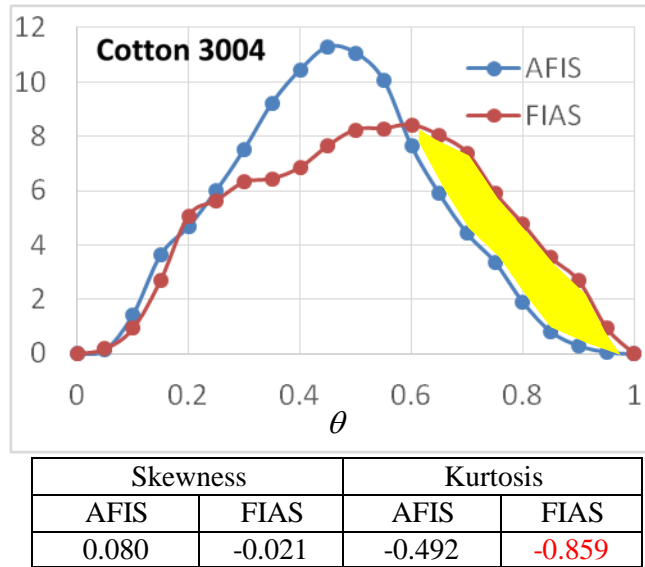 12
Cotton 3004
AFIS
10
FIAS
8
6
4
2
0
0 0.2 0.4 0.6 0.8 1
θ
Skewness Kurtosis
AFIS FIAS AFIS FIAS
0.080 -0.021 -0.492 -0.859